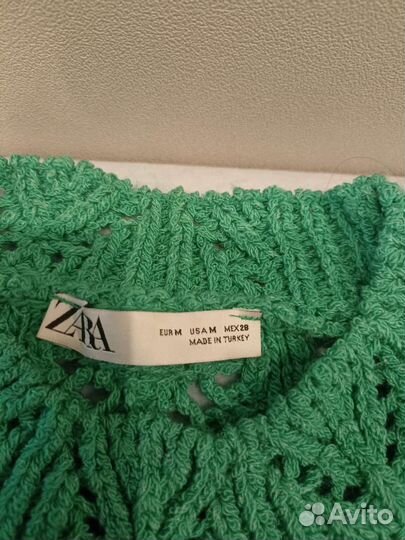 ZARA
EUR M USA M MEX 28
MADE IN TURKEY
Avito